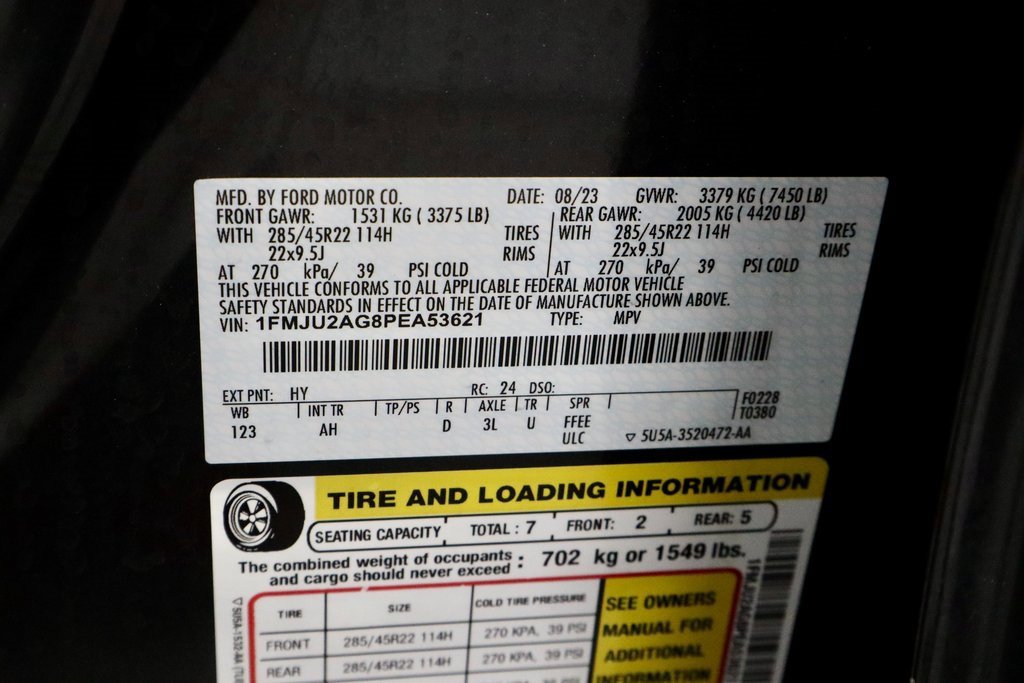 MFD. BY FORD MOTOR CO. DATE: 08/23 GVWR: 3379 KG ( 7450 LB)
FRONT GAWR: 1531 KG ( 3375 LB) REAR GAWR: 2005 KG ( 4420 LB)
WITH 285/45R22 114H TIRES WITH 285/45R22 114H TIRES
22x9.5J RIMS 22x9.5J RIMS
AT 270 kPa/ 39 PSI COLD AT 270 kPa/ 39 PSI COLD
THIS VEHICLE CONFORMS TO ALL APPLICABLE FEDERAL MOTOR VEHICLE
SAFETY STANDARDS IN EFFECT ON THE DATE OF MANUFACTURE SHOWN ABOVE.
VIN: 1FMJU2AG8PEA53621 TYPE: MPV
EXT PNT: HY RC: 24 DSO:
WB INT TR TP/PS R AXLE TR SPR F0228
123 AH D 3L U FFEE T0380
ULC 5U5A-3520472-AA
TIRE AND LOADING INFORMATION
SEATING CAPACITY TOTAL : 7 FRONT: 2 REAR: 5
The combined weight of occupants and cargo should never exceed : 702 kg or 1549 lbs.
TIRE SIZE COLD TIRE PRESSURE
FRONT 285/45R22 114H 270 KPA, 39 PSI
REAR 285/45R22 114H 270 KPA, 39 PSI
SEE OWNERS
MANUAL FOR
ADDITIONAL
INFORMATION